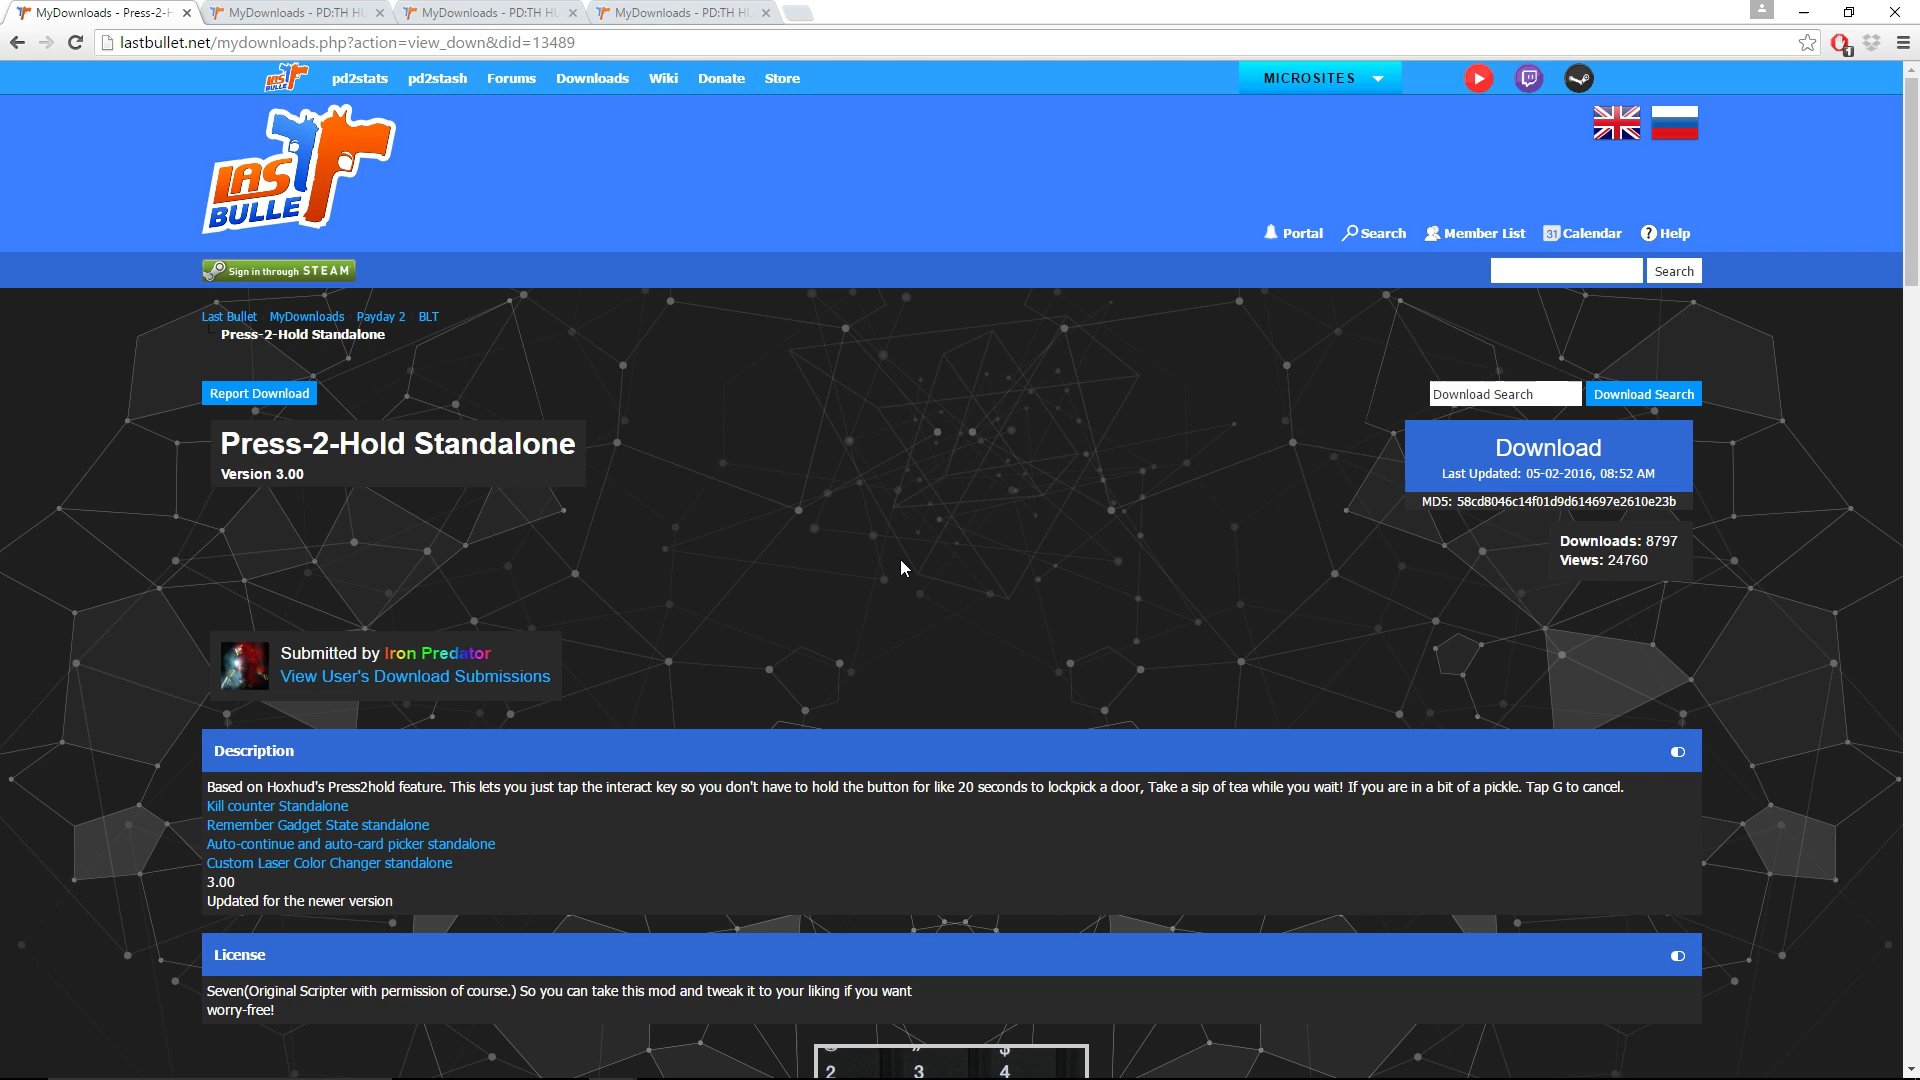 MyDownloads - Press-2-H
MyDownloads - PD:TH HU
MyDownloads - PD:TH HU
MyDownloads - PD:TH HU
lastbullet.net/mydownloads.php?action=view_down&did=13489
1
LAST BULLET
pd2stats
pd2stash
Forums
Downloads
Wiki
Donate
Store
MICROSITES
LAST
BULLE
Portal
Search
31 Calendar
Member List
? Help
Sign in through STEAM
Search
Last Bullet MyDownloads Payday 2 BLT
Press-2-Hold Standalone
Report Download
Download Search
Download Search
Press-2-Hold Standalone
Version 3.00
Download
Last Updated: 05-02-2016, 08:52 AM
MD5: 58cd8046c14f01d9d614697e2610e23b
Downloads: 8797
Views: 24760
Submitted by Iron Predator
View User's Download Submissions
Description
Based on Hoxhud's Press2hold feature. This lets you just tap the interact key so you don't have to hold the button for like 20 seconds to lockpick a door, Take a sip of tea while you wait! If you are in a bit of a pickle. Tap G to cancel.
Kill counter Standalone
Remember Gadget State standalone
Auto-continue and auto-card picker standalone
Custom Laser Color Changer standalone
3.00
Updated for the newer version
License
Seven(Original Scripter with permission of course.) So you can take this mod and tweak it to your liking if you want
worry-free!
2 3 4